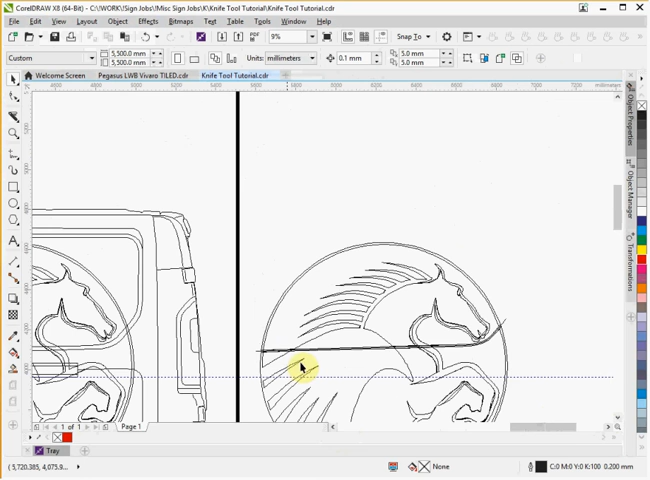 CorelDRAW X8 (64-Bit) - C:\WORK\Sign Jobs\Misc Sign Jobs\K\Knife Tool Tutorial\Knife Tool Tutorial.cdr
File Edit View Layout Object Effects Bitmaps Text Table Tools Window Help
PDF 9% Snap To
Custom 5,500.0 mm 5,500.0 mm Units: millimeters 0.1 mm 5.0 mm 5.0 mm
Welcome Screen Pegasus LWB Vivaro TILED.cdr Knife Tool Tutorial.cdr
millimeters
Object Properties
Object Manager
Transformations
1 of 1 Page 1
Tray
( 5,720.385, 4,075.9... None C:0 M:0 Y:0 K:100 0.200 mm